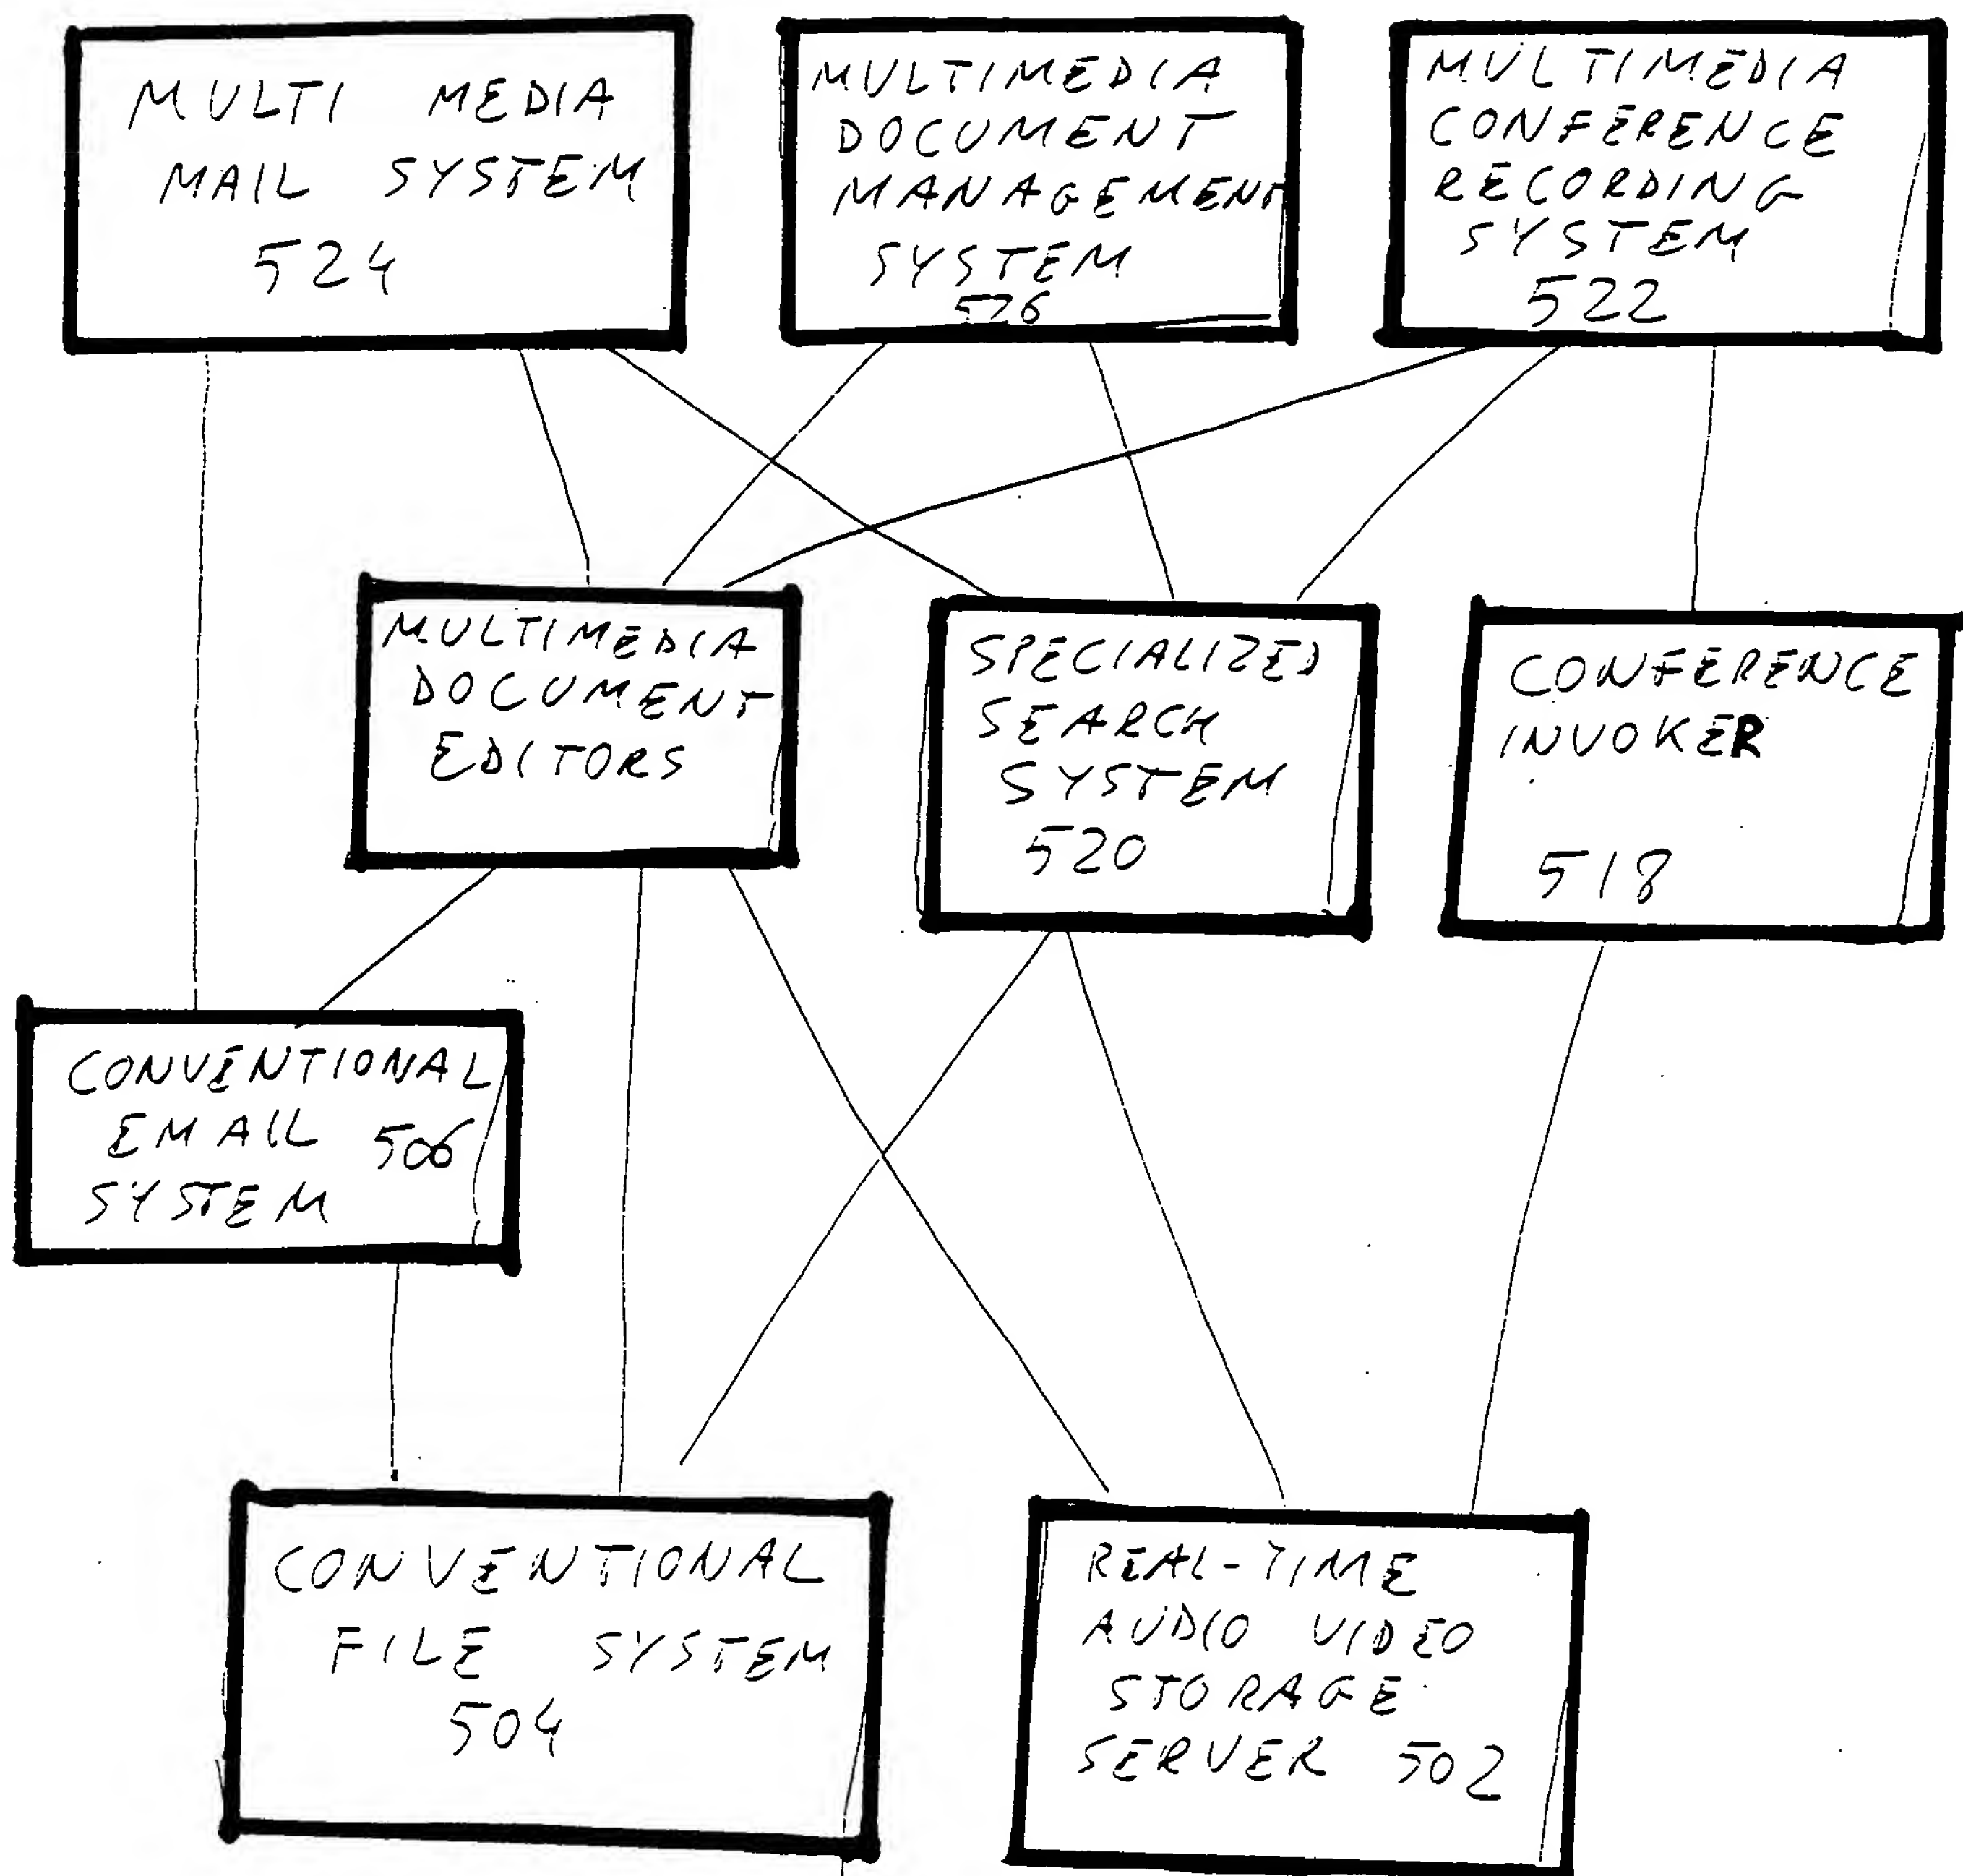 MULTI MEDIA
MAIL SYSTEM
524
MULTIMEDIA
DOCUMENT
MANAGEMENT
SYSTEM
526
MULTIMEDIA
CONFERENCE
RECORDING
SYSTEM
522
MULTIMEDIA
DOCUMENT
EDITORS
SPECIALIZED
SEARCH
SYSTEM
520
CONFERENCE
INVOKER
518
CONVENTIONAL
EMAIL 506
SYSTEM
CONVENTIONAL
FILE SYSTEM
504
REAL-TIME
AUDIO VIDEO
STORAGE
SERVER 502